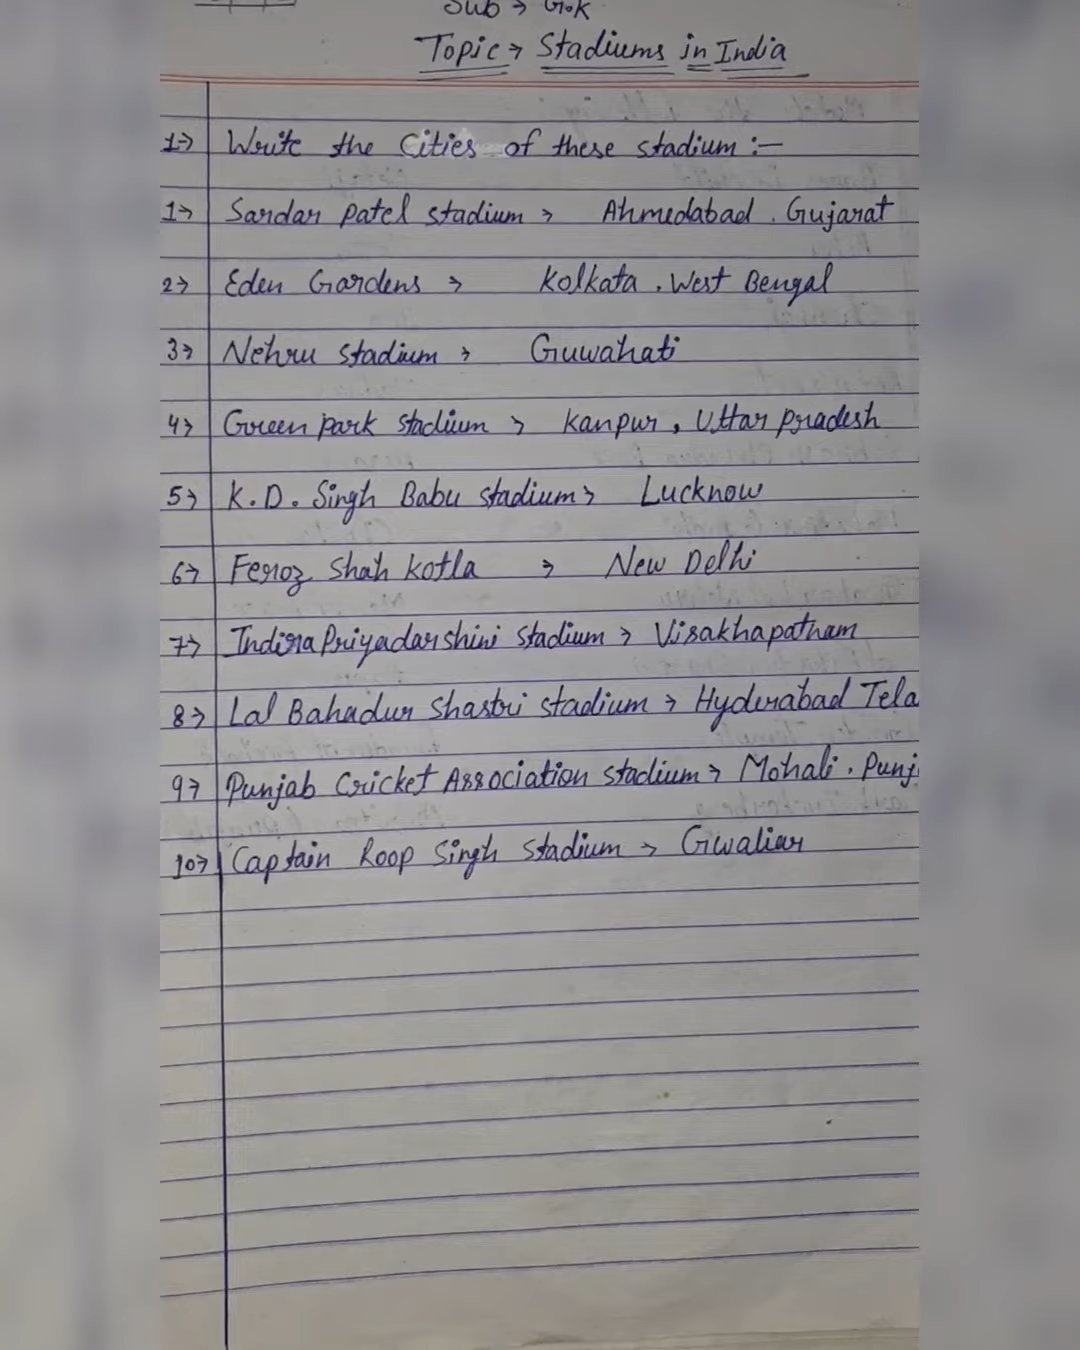 Sub → G.K
Topic → Stadiums in India
1→ Write the Cities of these stadium :—
1→ Sardar Patel stadium → Ahmedabad . Gujarat
2→ Eden Gardens → Kolkata . West Bengal
3→ Nehru stadium → Guwahati
4→ Green park stadium → Kanpur , Uttar pradesh
5→ K.D. Singh Babu stadium → Lucknow
6→ Feroz Shah Kotla → New Delhi
7→ Indira Priyadarshini stadium → Visakhapatnam
8→ Lal Bahadur Shastri stadium → Hyderabad Tela
9→ Punjab Cricket Association stadium → Mohali . Punj
10→ Captain Roop Singh stadium → Gwaliar